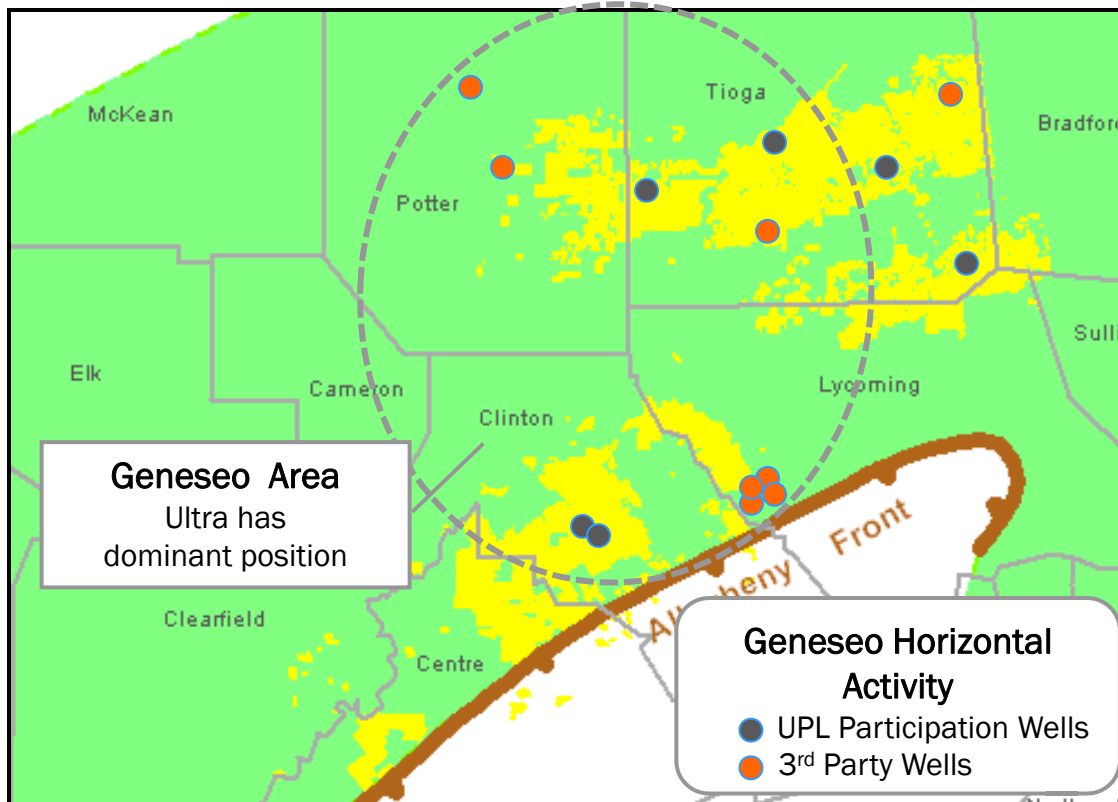 McKean
Tioga
Bradford
Potter
Elk
Cameron
Lycoming
Sulli
Clinton
Geneseo Area
Ultra has
dominant position
Front
Allegheny
Clearfield
Centre
Geneseo Horizontal
Activity
UPL Participation Wells
3rd Party Wells